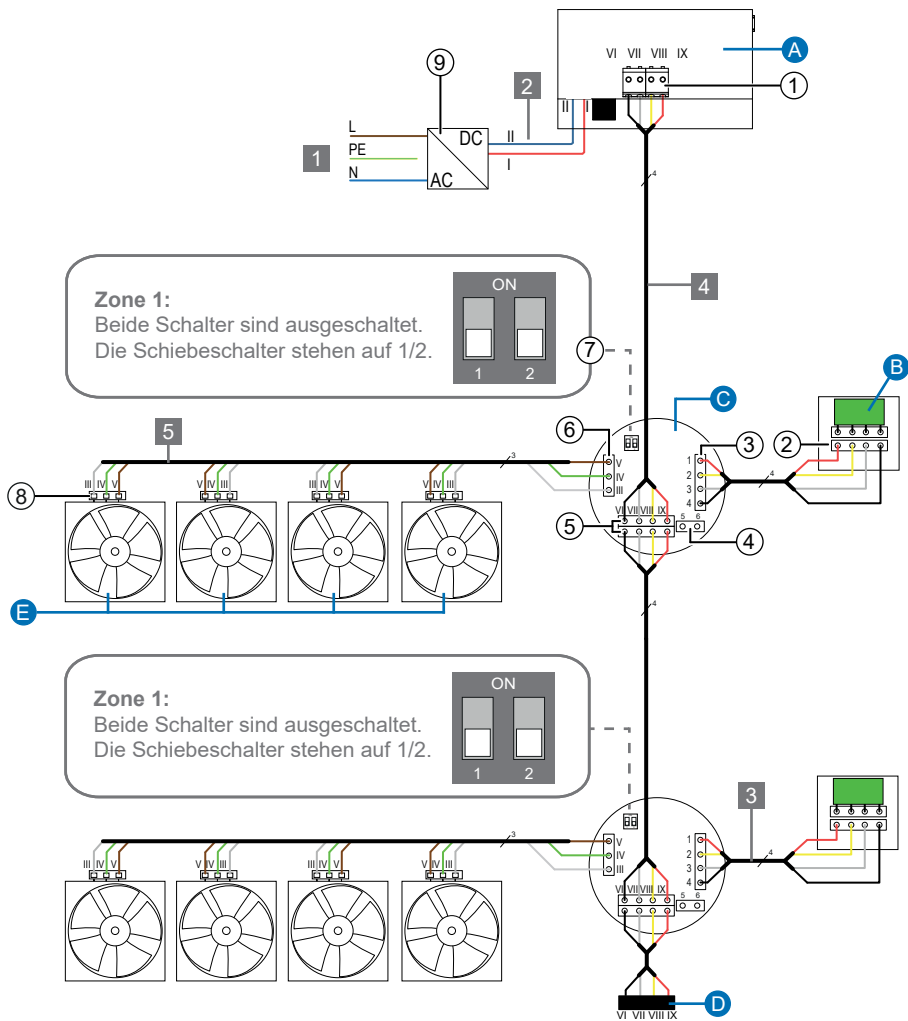 VI VII VIII IX
A
1
9
2
II I
L
DC
II
PE
1
I
N
AC
4
4
Zone 1:
Beide Schalter sind ausgeschaltet.
Die Schiebeschalter stehen auf 1/2.
ON
1 2
7
B
C
5
6
3
2
3
V
IV
III
1
2
3
4
4
8
III IV V
V IV III
III IV V
V IV III
VI VII VIII IX
5 6
5
4
E
4
Zone 1:
Beide Schalter sind ausgeschaltet.
Die Schiebeschalter stehen auf 1/2.
ON
1 2
3
3
V
IV
III
1
2
3
4
4
III IV V
V IV III
III IV V
V IV III
VI VII VIII IX
5 6
D
VI VII VIII IX